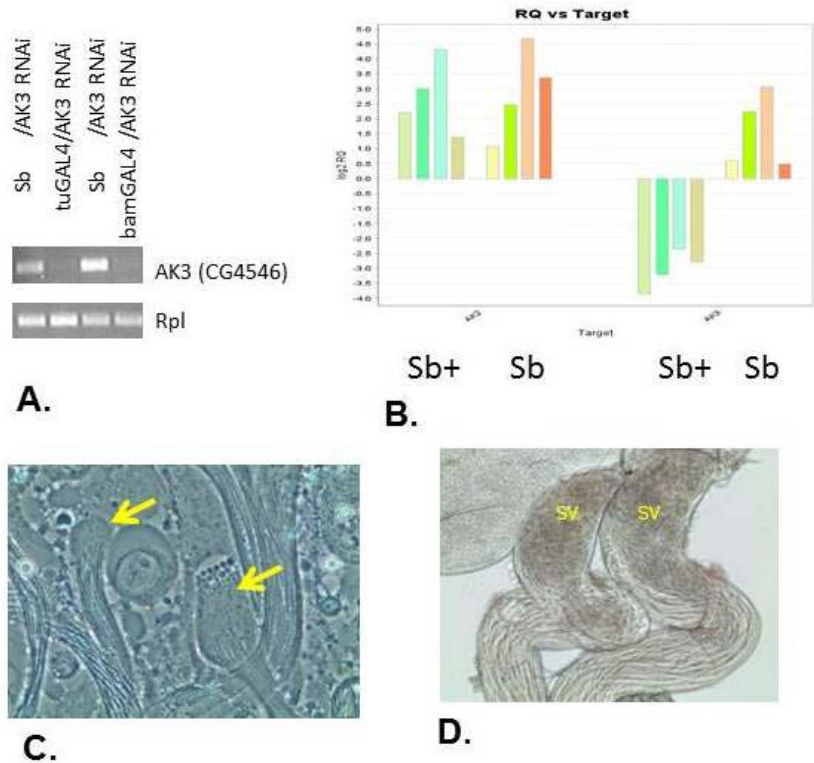 Sb /AK3 RNAi
tuGAL4/AK3 RNAi
Sb /AK3 RNAi
bamGAL4 /AK3 RNAi
AK3 (CG4546)
Rpl
A.
RQ vs Target
log2 RQ
5.0
4.5
4.0
3.5
3.0
2.5
2.0
1.5
1.0
0.5
0.0
-0.5
-1.0
-1.5
-2.0
-2.5
-3.0
-3.5
-4.0
AK2
AK3
Target
Sb+ Sb Sb+ Sb
B.
C.
SV SV
D.